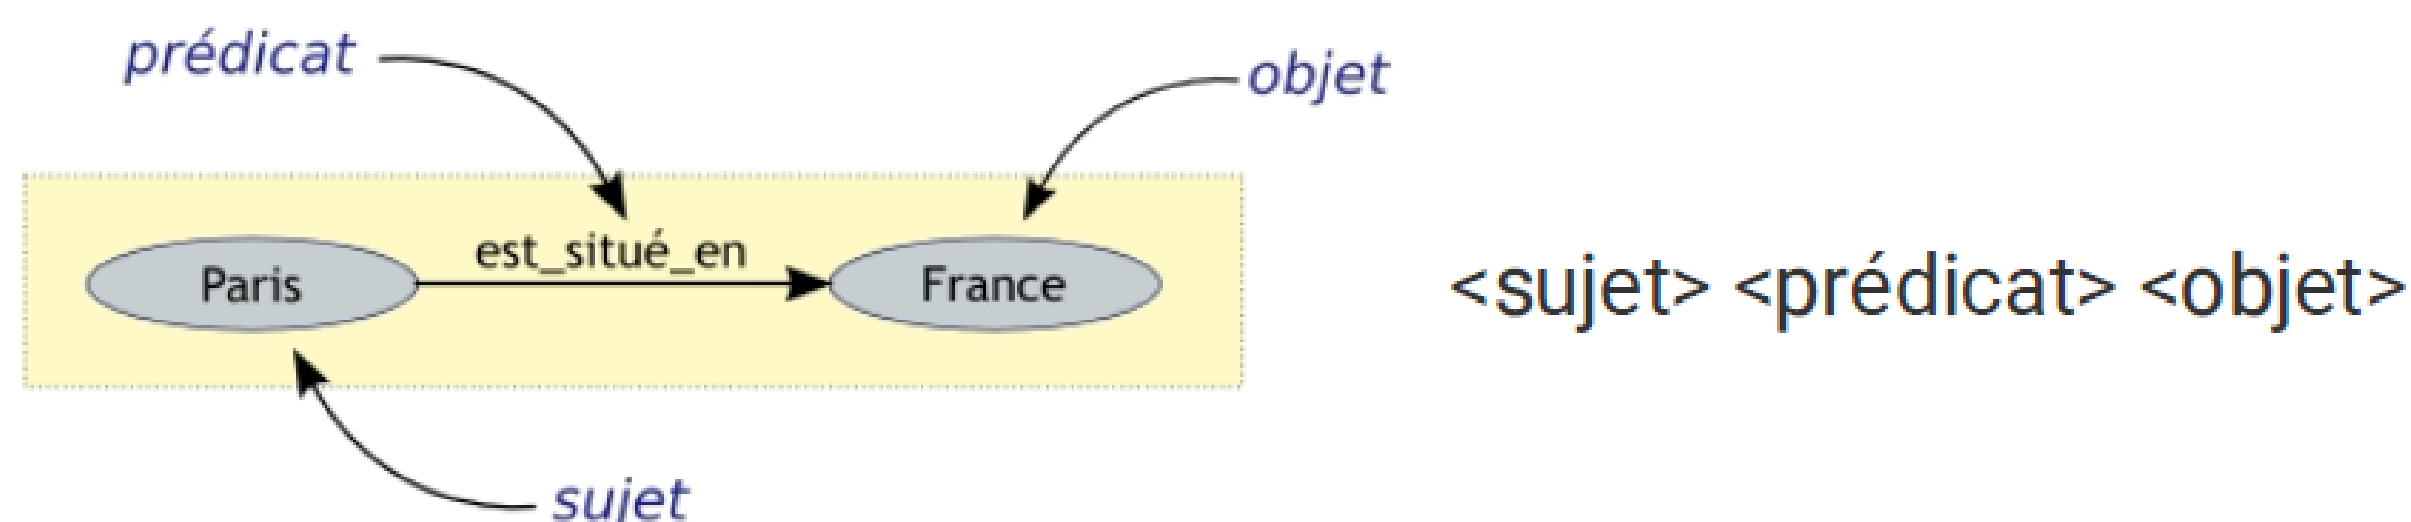 prédicat
objet
est_situé_en
Paris
France
<sujet> <prédicat> <objet>
sujet